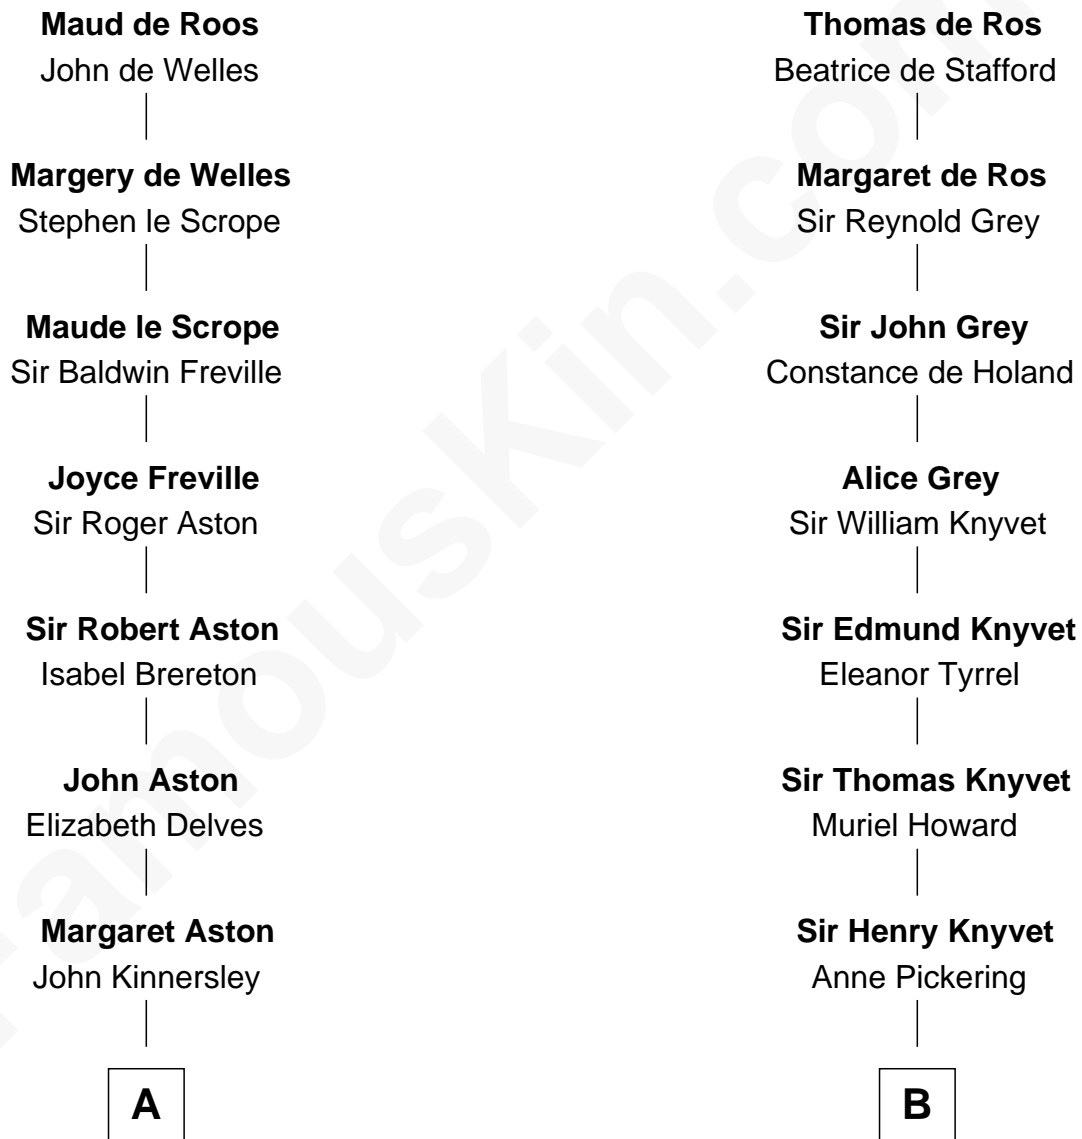 Maud de Roos
John de Welles
Margery de Welles
Stephen le Scrope
Maude le Scrope
Sir Baldwin Freville
Joyce Freville
Sir Roger Aston
Sir Robert Aston
Isabel Brereton
John Aston
Elizabeth Delves
Margaret Aston
John Kinnersley
A
Thomas de Ros
Beatrice de Stafford
Margaret de Ros
Sir Reynold Grey
Sir John Grey
Constance de Holand
Alice Grey
Sir William Knyvet
Sir Edmund Knyvet
Eleanor Tyrrel
Sir Thomas Knyvet
Muriel Howard
Sir Henry Knyvet
Anne Pickering
B
FamousKin.com